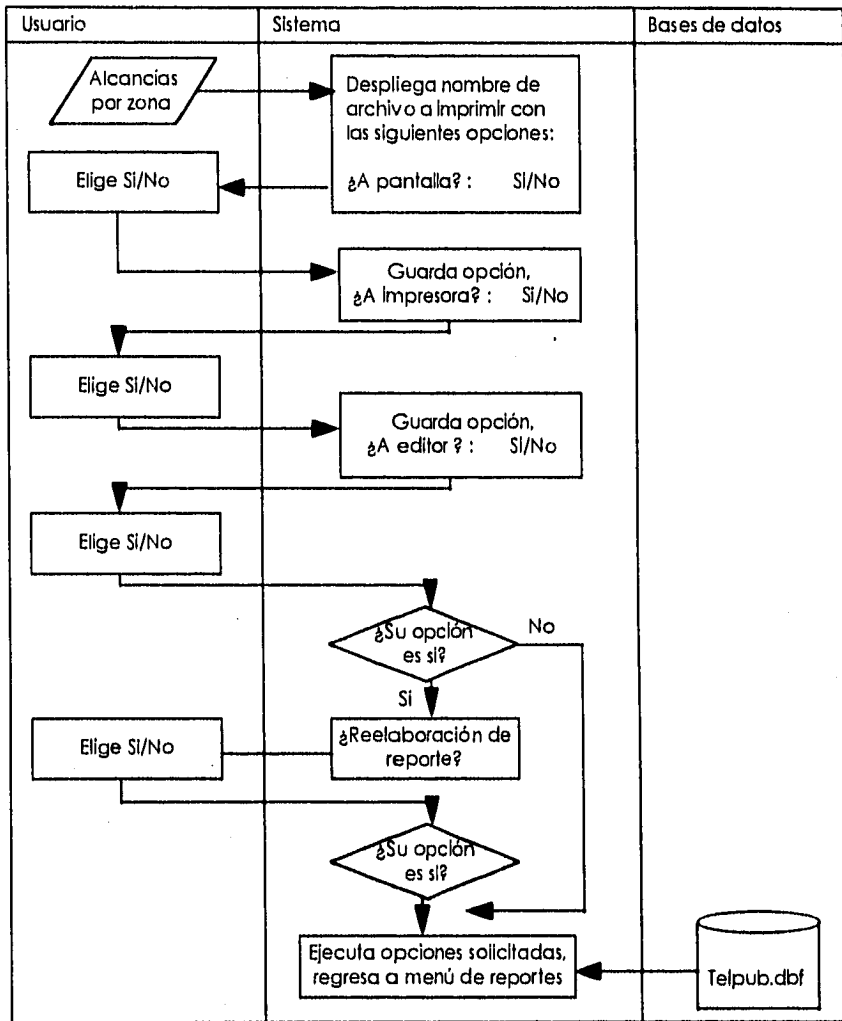 Usuario
Sistema
Bases de datos
Alcancías
por zona
Despliega nombre de
archivo a imprimir con
las siguientes opciones:
¿A pantalla? : Si/No
Elige Si/No
Guarda opción,
¿A impresora? : Si/No
Elige Si/No
Guarda opción,
¿A editor ? : Si/No
Elige Si/No
¿Su opción
es si?
No
Si
Elige Si/No
¿Reelaboración de
reporte?
¿Su opción
es si?
Ejecuta opciones solicitadas,
regresa a menú de reportes
Telpub.dbf